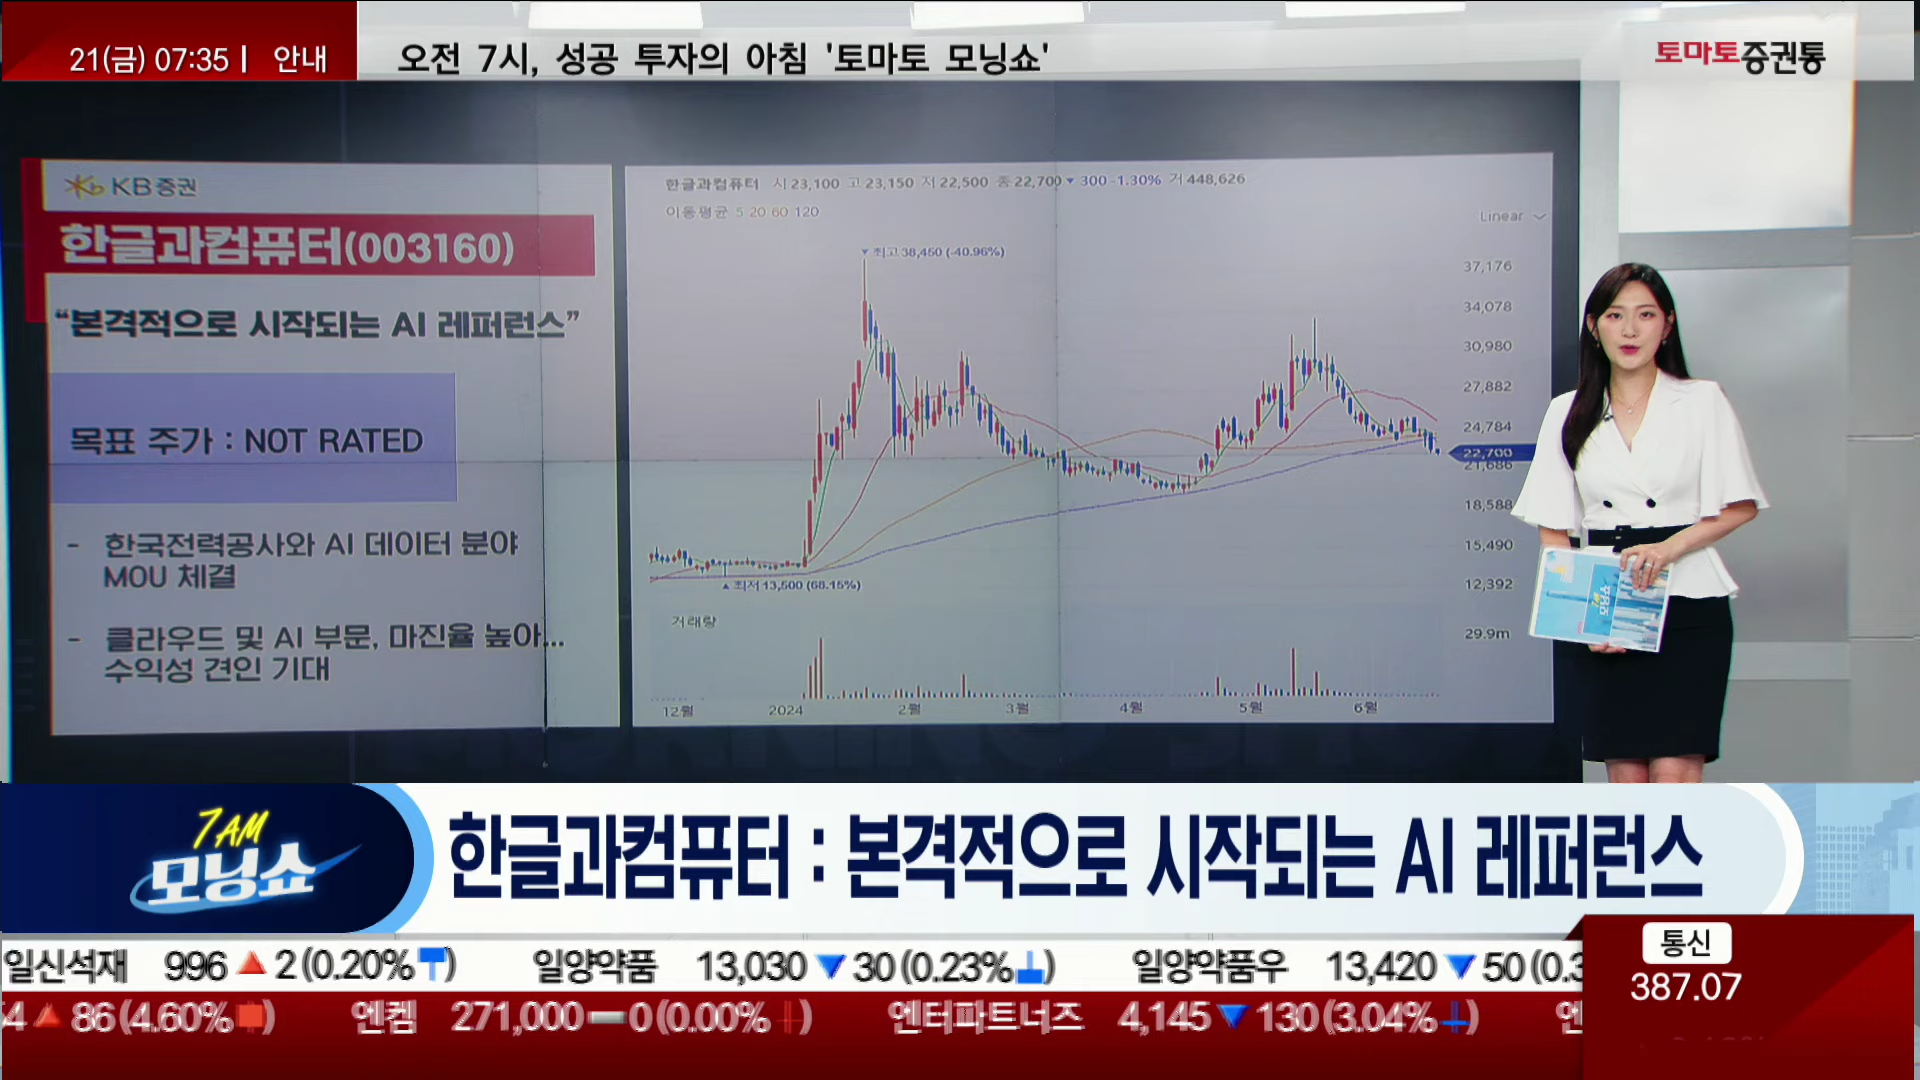 21(금) 07:35 | 안내
오전 7시, 성공 투자의 아침 '토마토 모닝쇼'
토마토증권통
KB증권
한글과컴퓨터(003160)
“본격적으로 시작되는 AI 레퍼런스”
목표 주가 : NOT RATED
- 한국전력공사와 AI 데이터 분야
MOU 체결
- 클라우드 및 AI 부문, 마진율 높아...
수익성 견인 기대
한글과컴퓨터 시 23,100 고 23,150 저 22,500 종 22,700 ▼ 300 -1.30% 거 448,626
이동평균 5 20 60 120
Linear
▼ 최고 38,450 (-40.96%)
37,176
34,078
30,980
27,882
24,784
22,700
21,686
18,588
15,490
12,392
▲ 최저 13,500 (68.15%)
거래량
29.9m
12월 2024 2월 3월 4월 5월 6월
7AM
모닝쇼
한글과컴퓨터 : 본격적으로 시작되는 AI 레퍼런스
일신석재 996 ▲ 2 (0.20%) 일양약품 13,030 ▼ 30 (0.23%) 일양약품우 13,420 ▼ 50 (0.3
4 ▲ 86 (4.60%) 엔켐 271,000 0 (0.00%) 엔터파트너즈 4,145 ▼ 130 (3.04%) 엔
통신
387.07